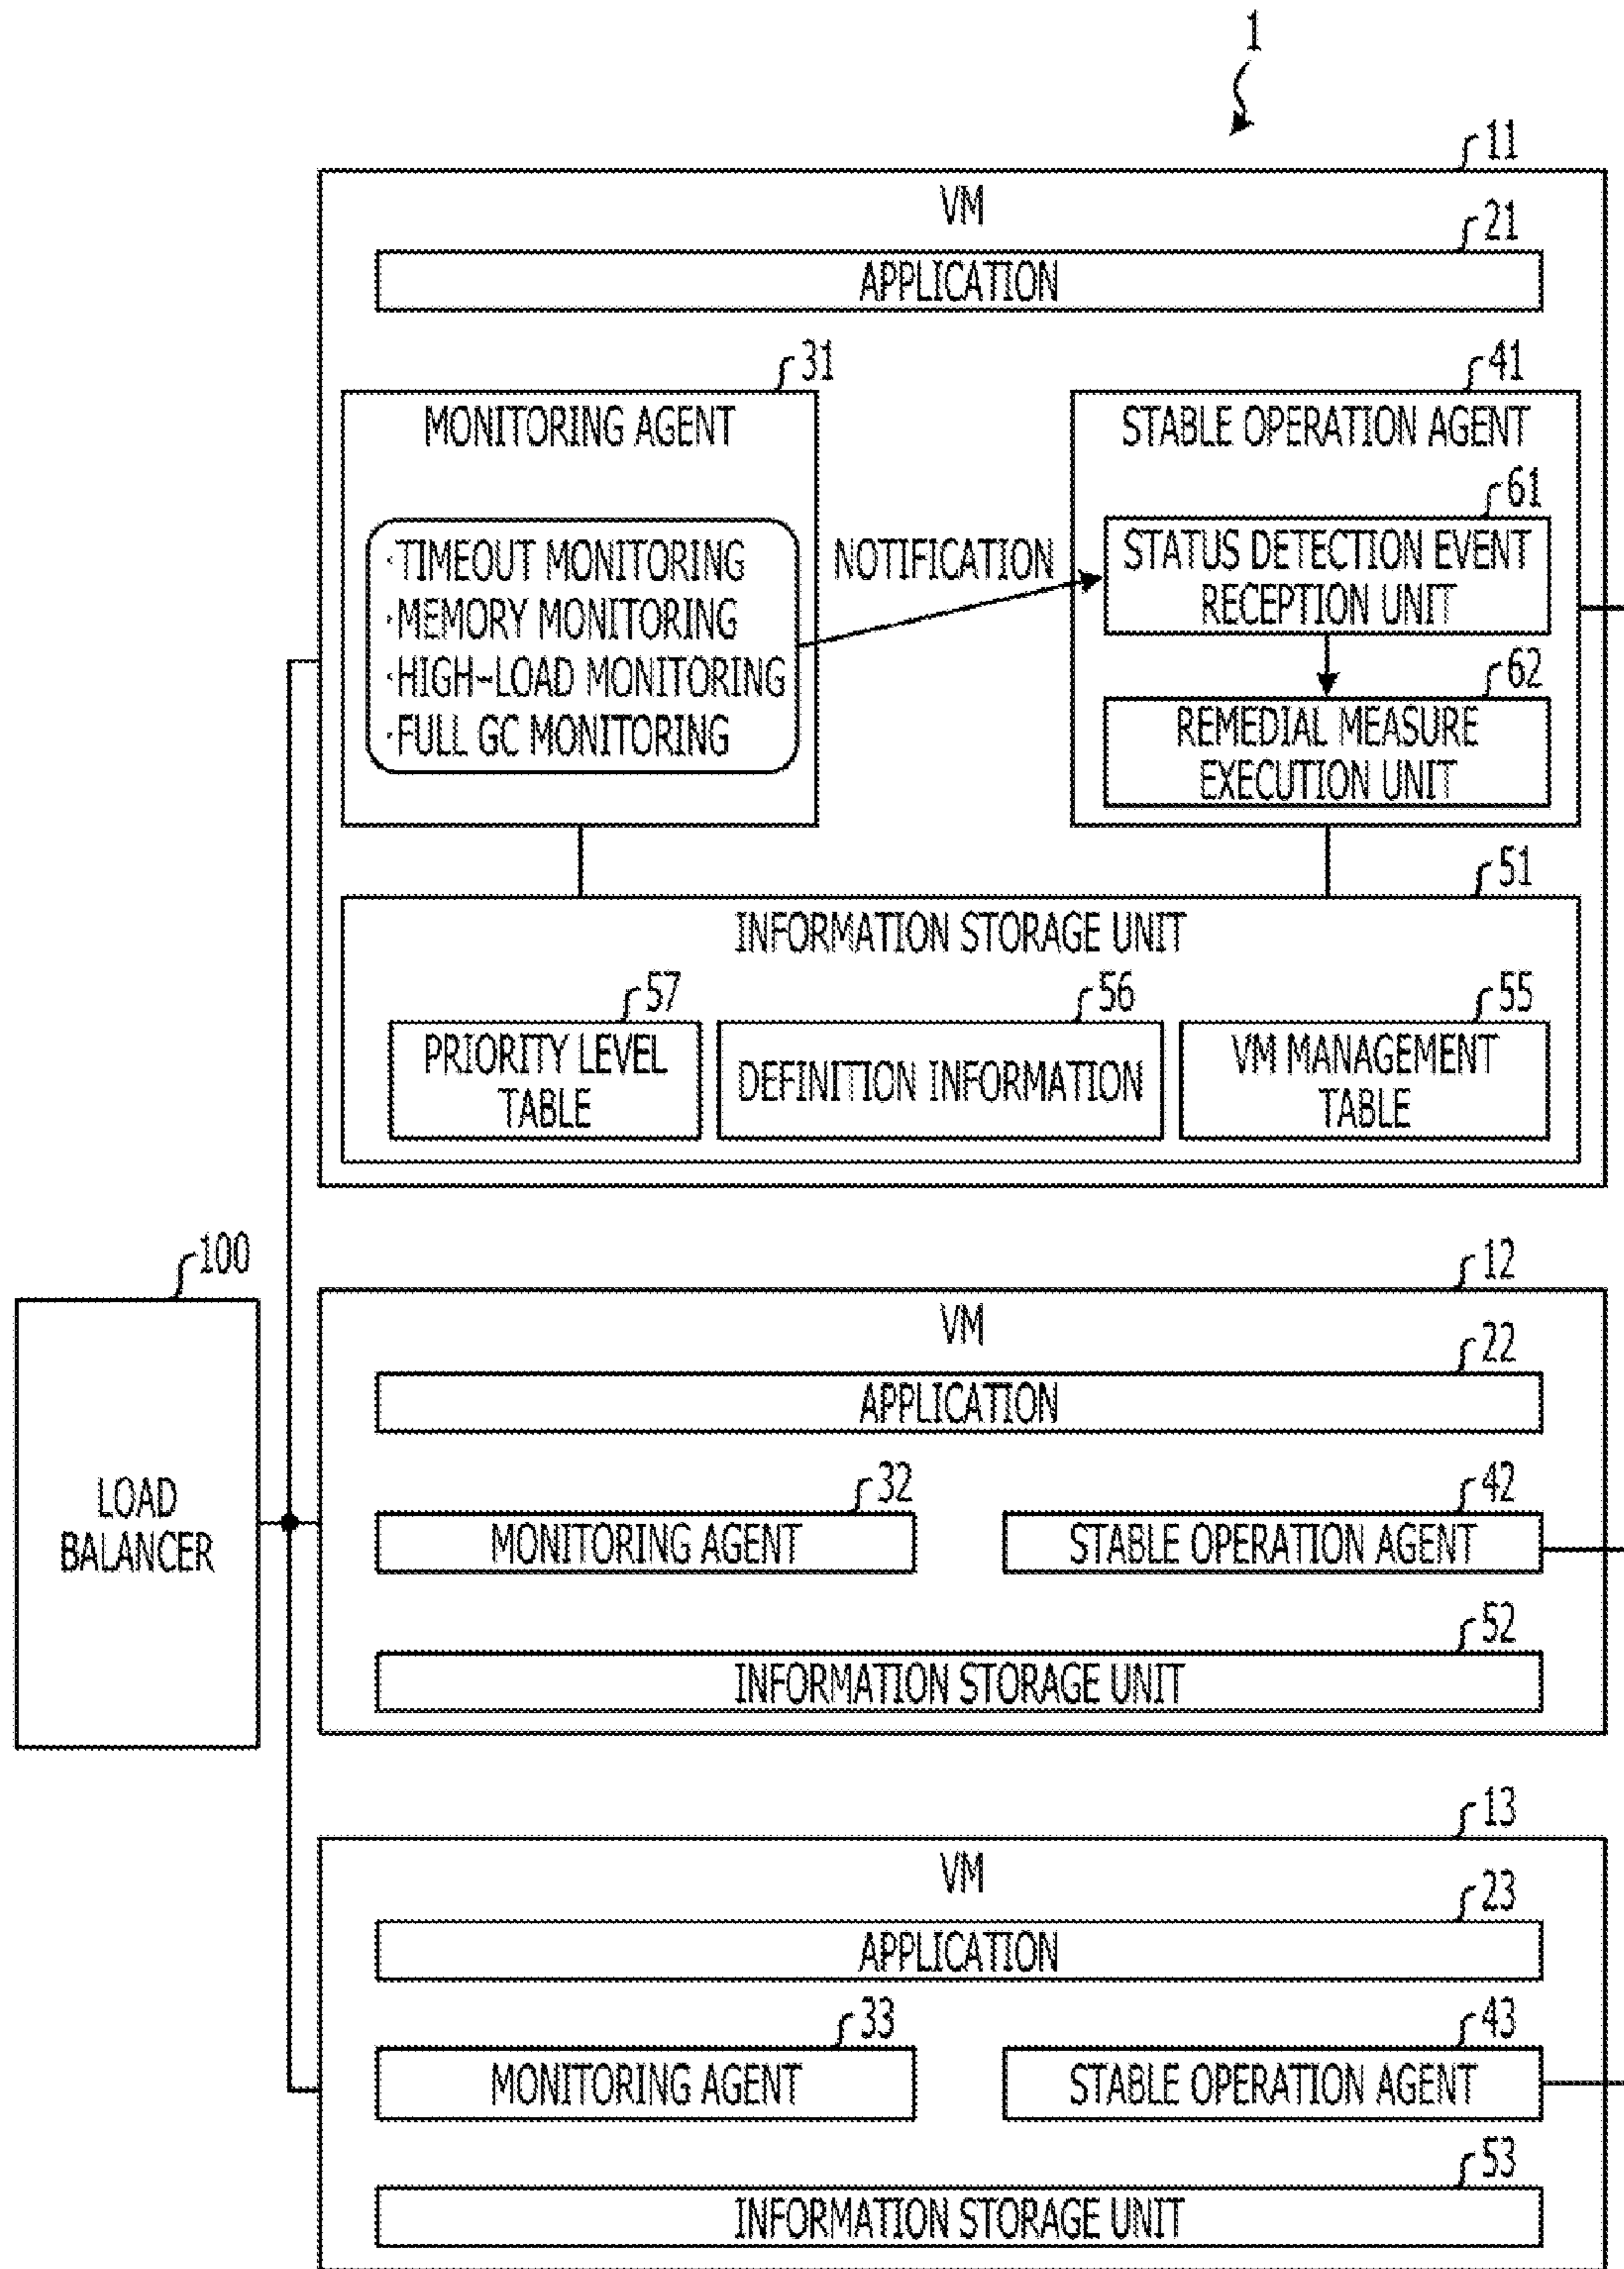 1
11
VM
21
APPLICATION
31
MONITORING AGENT
·TIMEOUT MONITORING
·MEMORY MONITORING
·HIGH-LOAD MONITORING
·FULL GC MONITORING
NOTIFICATION
41
STABLE OPERATION AGENT
61
STATUS DETECTION EVENT
RECEPTION UNIT
62
REMEDIAL MEASURE
EXECUTION UNIT
51
INFORMATION STORAGE UNIT
57
PRIORITY LEVEL
TABLE
56
DEFINITION INFORMATION
55
VM MANAGEMENT
TABLE
100
LOAD
BALANCER
12
VM
22
APPLICATION
32
MONITORING AGENT
42
STABLE OPERATION AGENT
52
INFORMATION STORAGE UNIT
13
VM
23
APPLICATION
33
MONITORING AGENT
43
STABLE OPERATION AGENT
53
INFORMATION STORAGE UNIT